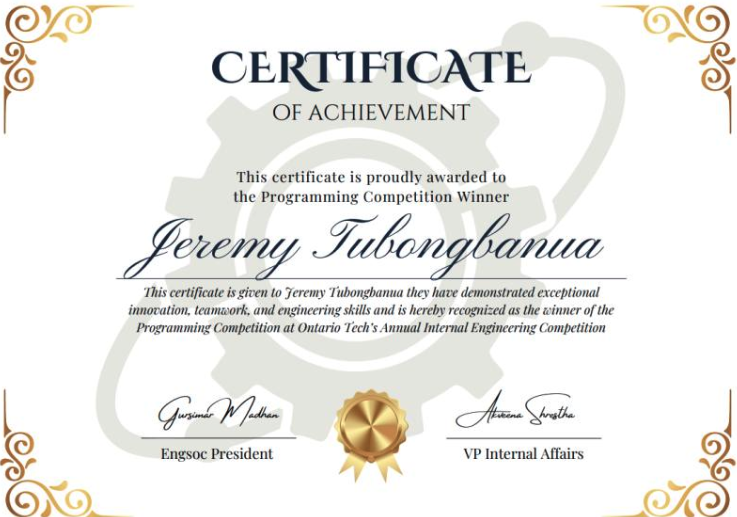 CERTIFICATE
OF ACHIEVEMENT
This certificate is proudly awarded to
the Programming Competition Winner
Jeremy Tubongbanua
This certificate is given to Jeremy Tubongbanua they have demonstrated exceptional
innovation, teamwork, and engineering skills and is hereby recognized as the winner of the
Programming Competition at Ontario Tech's Annual Internal Engineering Competition
Gursimar Madhan
Akveena Shrestha
Engsoc President
VP Internal Affairs